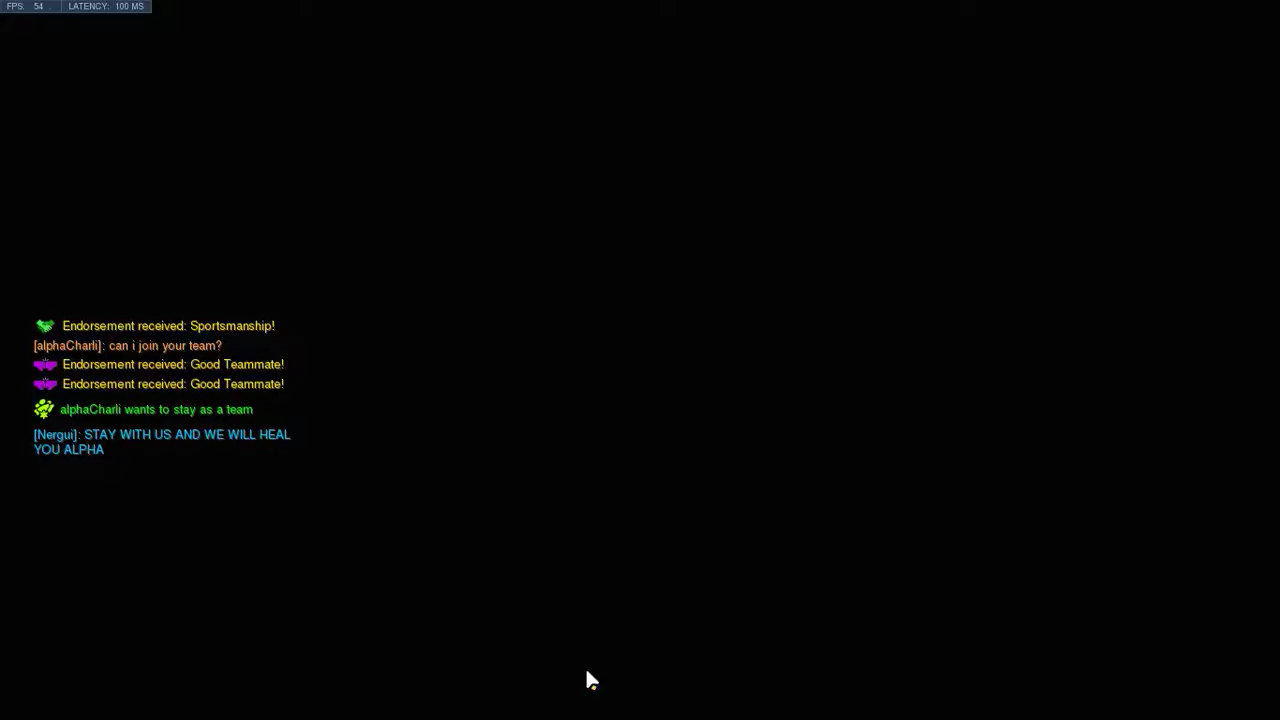 FPS: 54 . LATENCY: 100 MS
Endorsement received: Sportsmanship!
[alphaCharli]: can i join your team?
Endorsement received: Good Teammate!
Endorsement received: Good Teammate!
alphaCharli wants to stay as a team
[Nergui]: STAY WITH US AND WE WILL HEAL
YOU ALPHA